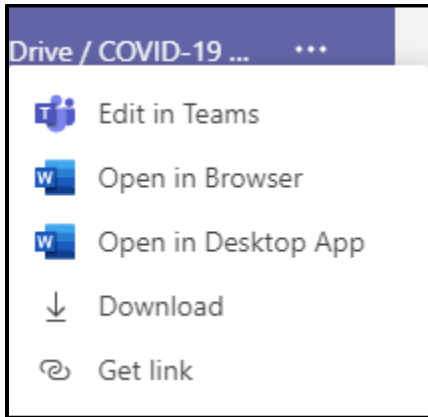 Drive / COVID-19 ... ...
Edit in Teams
Open in Browser
Open in Desktop App
Download
Get link